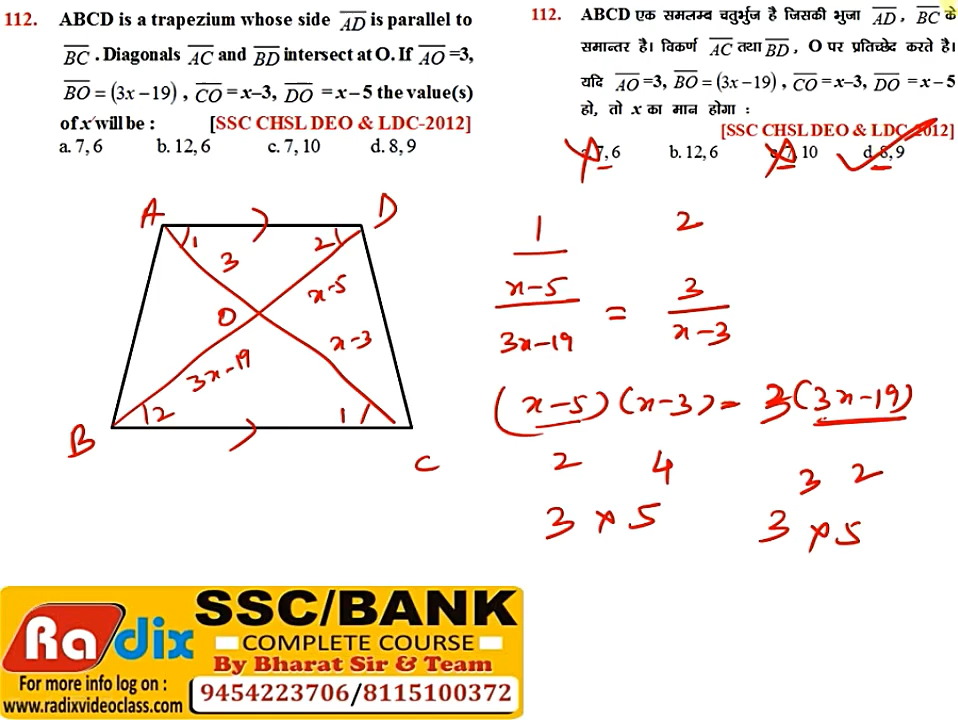 112. ABCD is a trapezium whose side AD is parallel to
BC . Diagonals AC and BD intersect at O. If AO =3,
BO = (3x – 19) , CO = x–3, DO = x – 5 the value(s)
of x will be : [SSC CHSL DEO & LDC-2012]
a. 7, 6 b. 12, 6 c. 7, 10 d. 8, 9
112. ABCD एक समलम्ब चतुर्भुज है जिसकी भुजा AD , BC के
समान्तर है। विकर्ण AC तथा BD , O पर प्रतिच्छेद करते है।
यदि AO =3, BO = (3x – 19) , CO = x–3, DO = x – 5
हो, तो x का मान होगा :
[SSC CHSL DEO & LDC-2012]
a. 7, 6 b. 12, 6 c. 7, 10 d. 8, 9
A D
1 2
3
x-5
O
x-3
3x-19
2 1
B C
1 2
x-5 / 3x-19 = 3 / x-3
(x-5) (x-3) = 3 (3x-19)
2 4 3 2
3 × 5 3 × 5
Radix
For more info log on :
www.radixvideoclass.com
SSC/BANK
COMPLETE COURSE
By Bharat Sir & Team
9454223706/8115100372